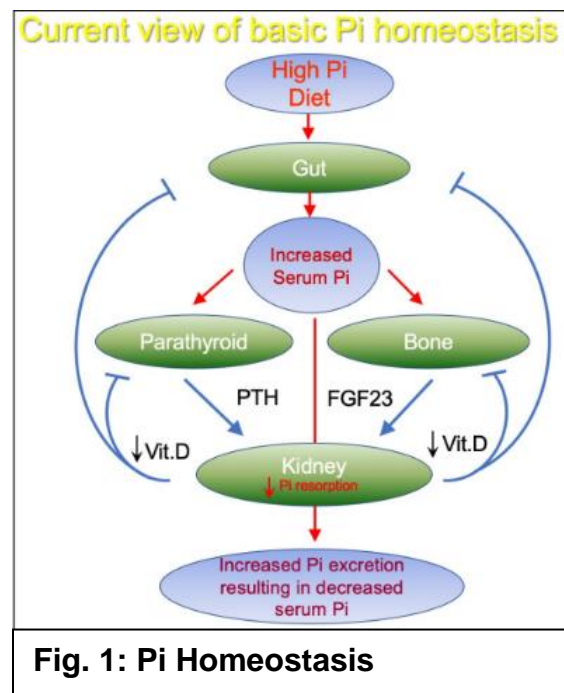 Current view of basic Pi homeostasis
High Pi
Diet
Gut
Increased
Serum Pi
Parathyroid
Bone
PTH
FGF23
↓Vit.D
↓Vit.D
Kidney
↓ Pi resorption
Increased Pi excretion
resulting in decreased
serum Pi
Fig. 1: Pi Homeostasis